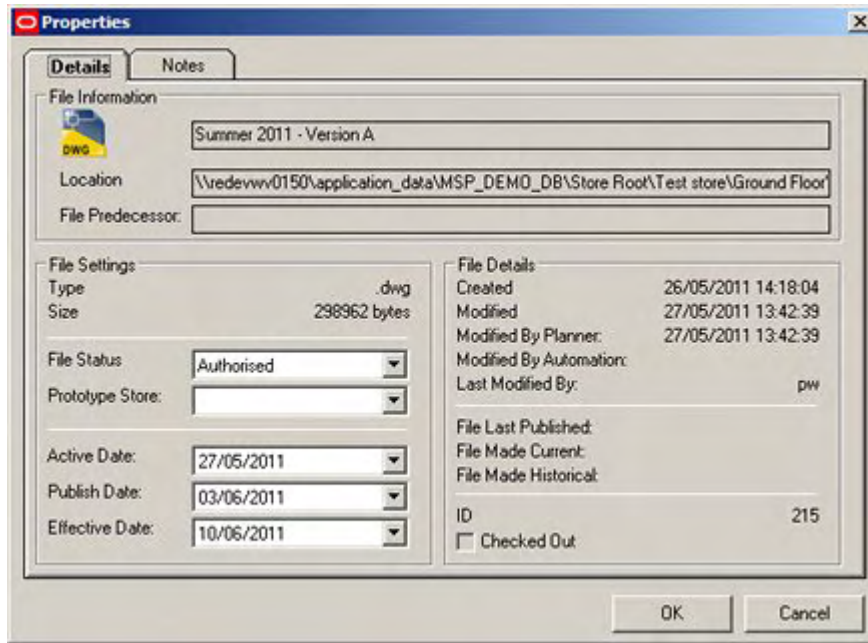 Properties
Details Notes
File Information
DWG
Summer 2011 - Version A
Location \\redevwv0150\application_data\MSP_DEMO_DB\Store Root\Test store\Ground Floor
File Predecessor:
File Settings
Type .dwg
Size 298962 bytes
File Status Authorised
Prototype Store:
Active Date: 27/05/2011
Publish Date: 03/06/2011
Effective Date: 10/06/2011
File Details
Created 26/05/2011 14:18:04
Modified 27/05/2011 13:42:39
Modified By Planner: 27/05/2011 13:42:39
Modified By Automation:
Last Modified By: pw
File Last Published:
File Made Current:
File Made Historical:
ID 215
Checked Out
OK Cancel